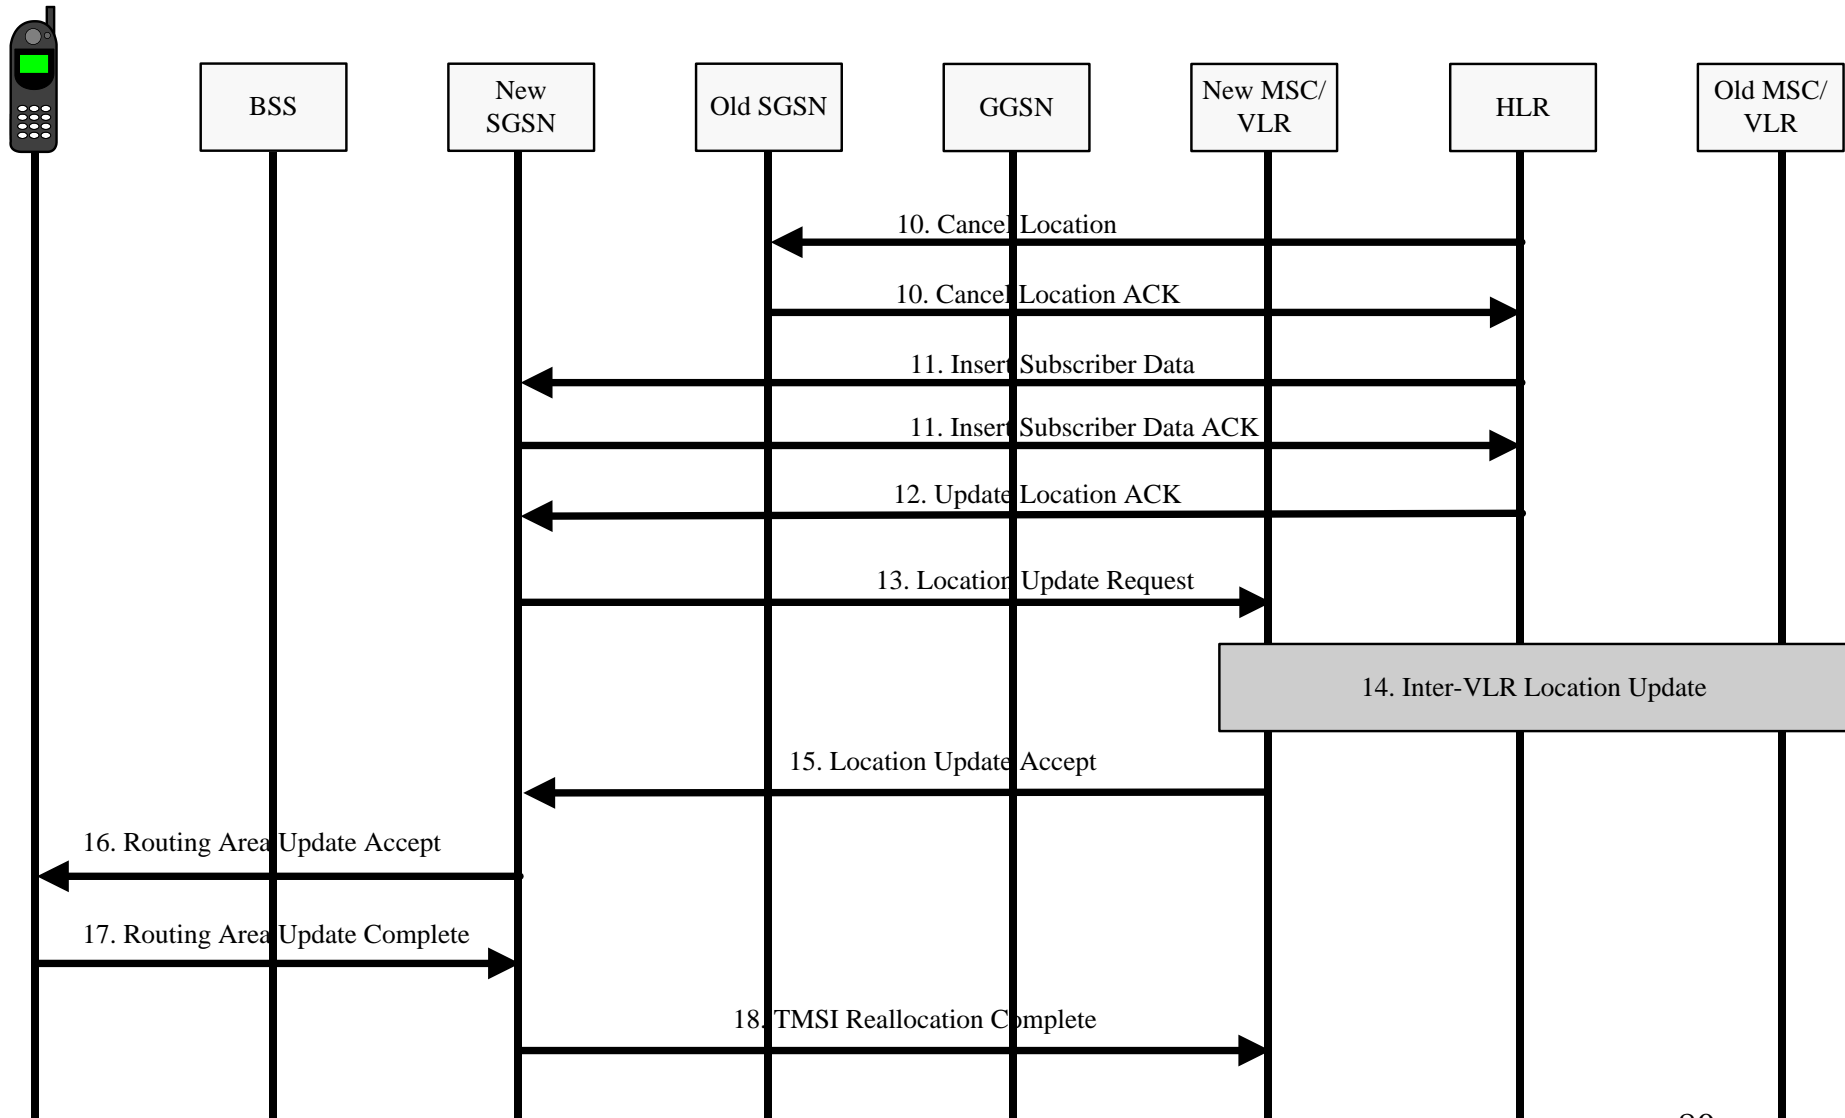 BSS
New
SGSN
Old SGSN
GGSN
New MSC/
VLR
HLR
Old MSC/
VLR
10. Cancel Location
10. Cancel Location ACK
11. Insert Subscriber Data
11. Insert Subscriber Data ACK
12. Update Location ACK
13. Location Update Request
14. Inter-VLR Location Update
15. Location Update Accept
16. Routing Area Update Accept
17. Routing Area Update Complete
18. TMSI Reallocation Complete